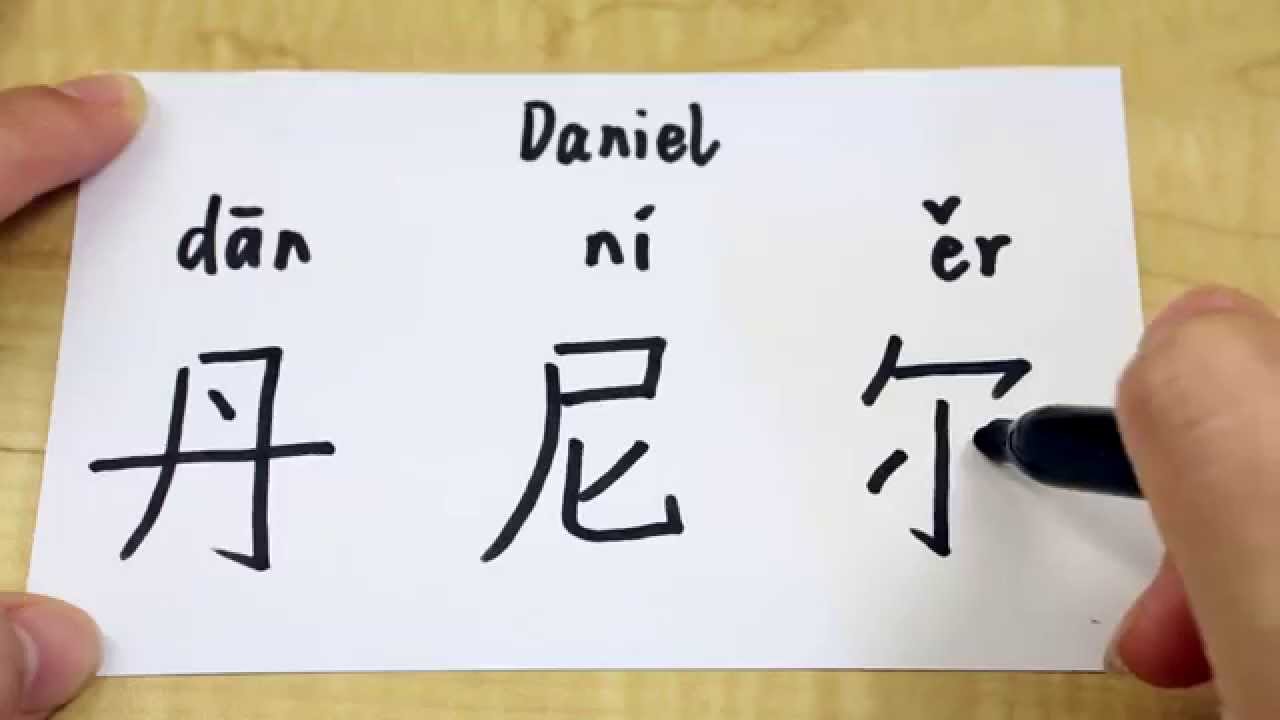 Daniel
dān ní ěr
丹 尼 尔